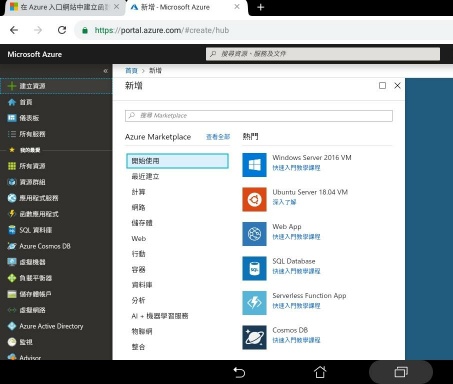 在 Azure 入口網站中建立函數
新增 - Microsoft Azure
https://portal.azure.com/#create/hub
Microsoft Azure
搜尋資源、服務及文件
建立資源
首頁
儀表板
所有服務
我的最愛
所有資源
資源群組
應用程式服務
函數應用程式
SQL 資料庫
Azure Cosmos DB
虛擬機器
負載平衡器
儲存體帳戶
虛擬網路
Azure Active Directory
監視
Advisor
首頁 > 新增
新增
搜尋 Marketplace
Azure Marketplace 查看全部
開始使用
最近建立
計算
網路
儲存體
Web
行動
容器
資料庫
分析
AI + 機器學習服務
物聯網
整合
熱門
Windows Server 2016 VM
快速入門教學課程
Ubuntu Server 18.04 VM
深入了解
Web App
快速入門教學課程
SQL Database
快速入門教學課程
Serverless Function App
快速入門教學課程
Cosmos DB
快速入門教學課程